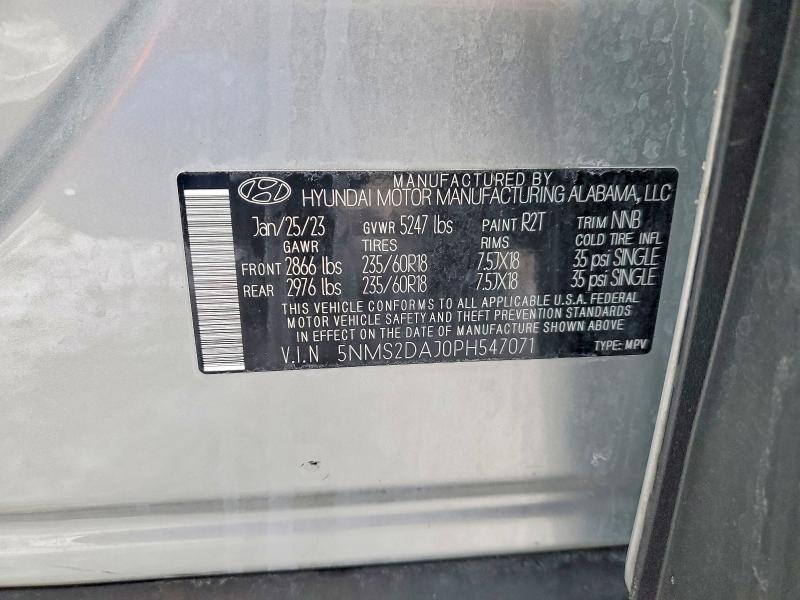 MANUFACTURED BY
HYUNDAI MOTOR MANUFACTURING ALABAMA, LLC
Jan/25/23 GVWR 5247 lbs PAINT R2T TRIM NNB
GAWR TIRES RIMS COLD TIRE INFL
FRONT 2866 lbs 235/60R18 7.5JX18 35 psi SINGLE
REAR 2976 lbs 235/60R18 7.5JX18 35 psi SINGLE
THIS VEHICLE CONFORMS TO ALL APPLICABLE U.S.A. FEDERAL
MOTOR VEHICLE SAFETY AND THEFT PREVENTION STANDARDS
IN EFFECT ON THE DATE OF MANUFACTURE SHOWN ABOVE
V.I.N 5NMS2DAJ0PH547071 TYPE: MPV